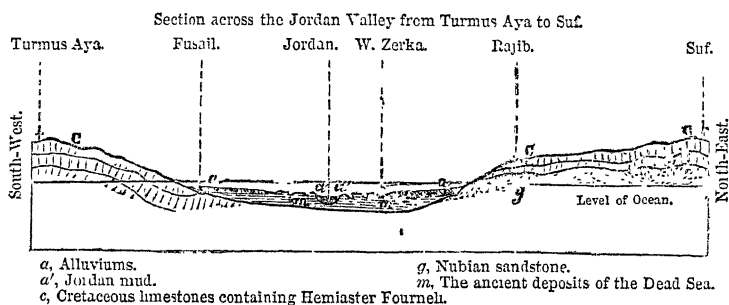 Section across the Jordan Valley from Turmus Aya to Suf.
Turmus Aya. Fusail. Jordan. W. Zerka. Rajib. Suf.
South-West.
North-East.
c
c
c
c
a
a
m
g
Level of Ocean.
a, Alluviums.
a', Jordan mud.
c, Cretaceous limestones containing Hemiaster Fourneli.
g, Nubian sandstone.
m, The ancient deposits of the Dead Sea.